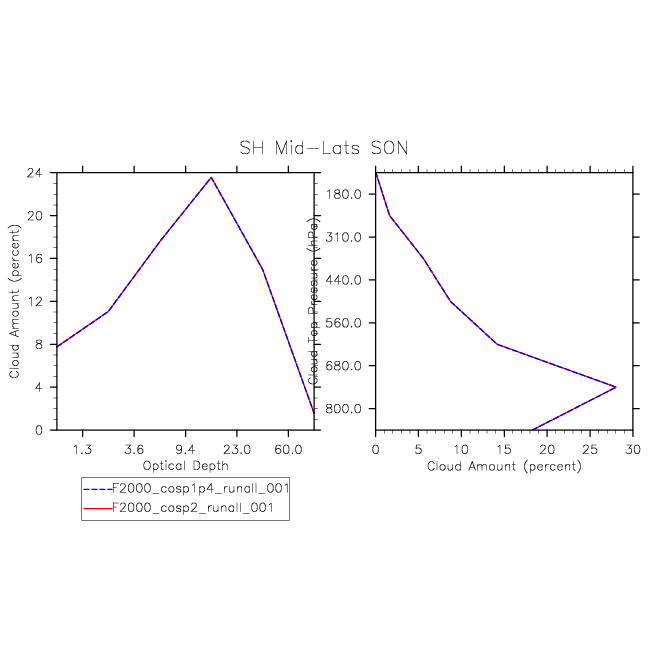 SH Mid-Lats SON
24
20
16
12
8
4
0
Cloud Amount (percent)
1.3 3.6 9.4 23.0 60.0
Optical Depth
180.0
310.0
440.0
560.0
680.0
800.0
Cloud Top Pressure (hPa)
0 5 10 15 20 25 30
Cloud Amount (percent)
F2000_cosp1p4_runall_001
F2000_cosp2_runall_001